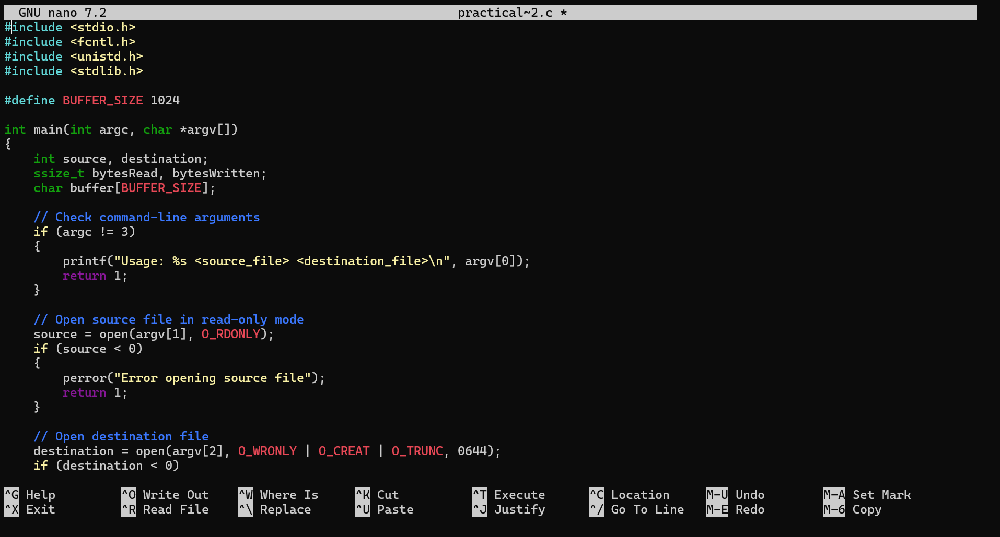 GNU nano 7.2 practical~2.c *
#include <stdio.h>
#include <fcntl.h>
#include <unistd.h>
#include <stdlib.h>

#define BUFFER_SIZE 1024

int main(int argc, char *argv[])
{
    int source, destination;
    ssize_t bytesRead, bytesWritten;
    char buffer[BUFFER_SIZE];

    // Check command-line arguments
    if (argc != 3)
    {
        printf("Usage: %s <source_file> <destination_file>\n", argv[0]);
        return 1;
    }

    // Open source file in read-only mode
    source = open(argv[1], O_RDONLY);
    if (source < 0)
    {
        perror("Error opening source file");
        return 1;
    }

    // Open destination file
    destination = open(argv[2], O_WRONLY | O_CREAT | O_TRUNC, 0644);
    if (destination < 0)

^G Help ^O Write Out ^W Where Is ^K Cut ^T Execute ^C Location M-U Undo M-A Set Mark
^X Exit ^R Read File ^\ Replace ^U Paste ^J Justify ^/ Go To Line M-E Redo M-6 Copy